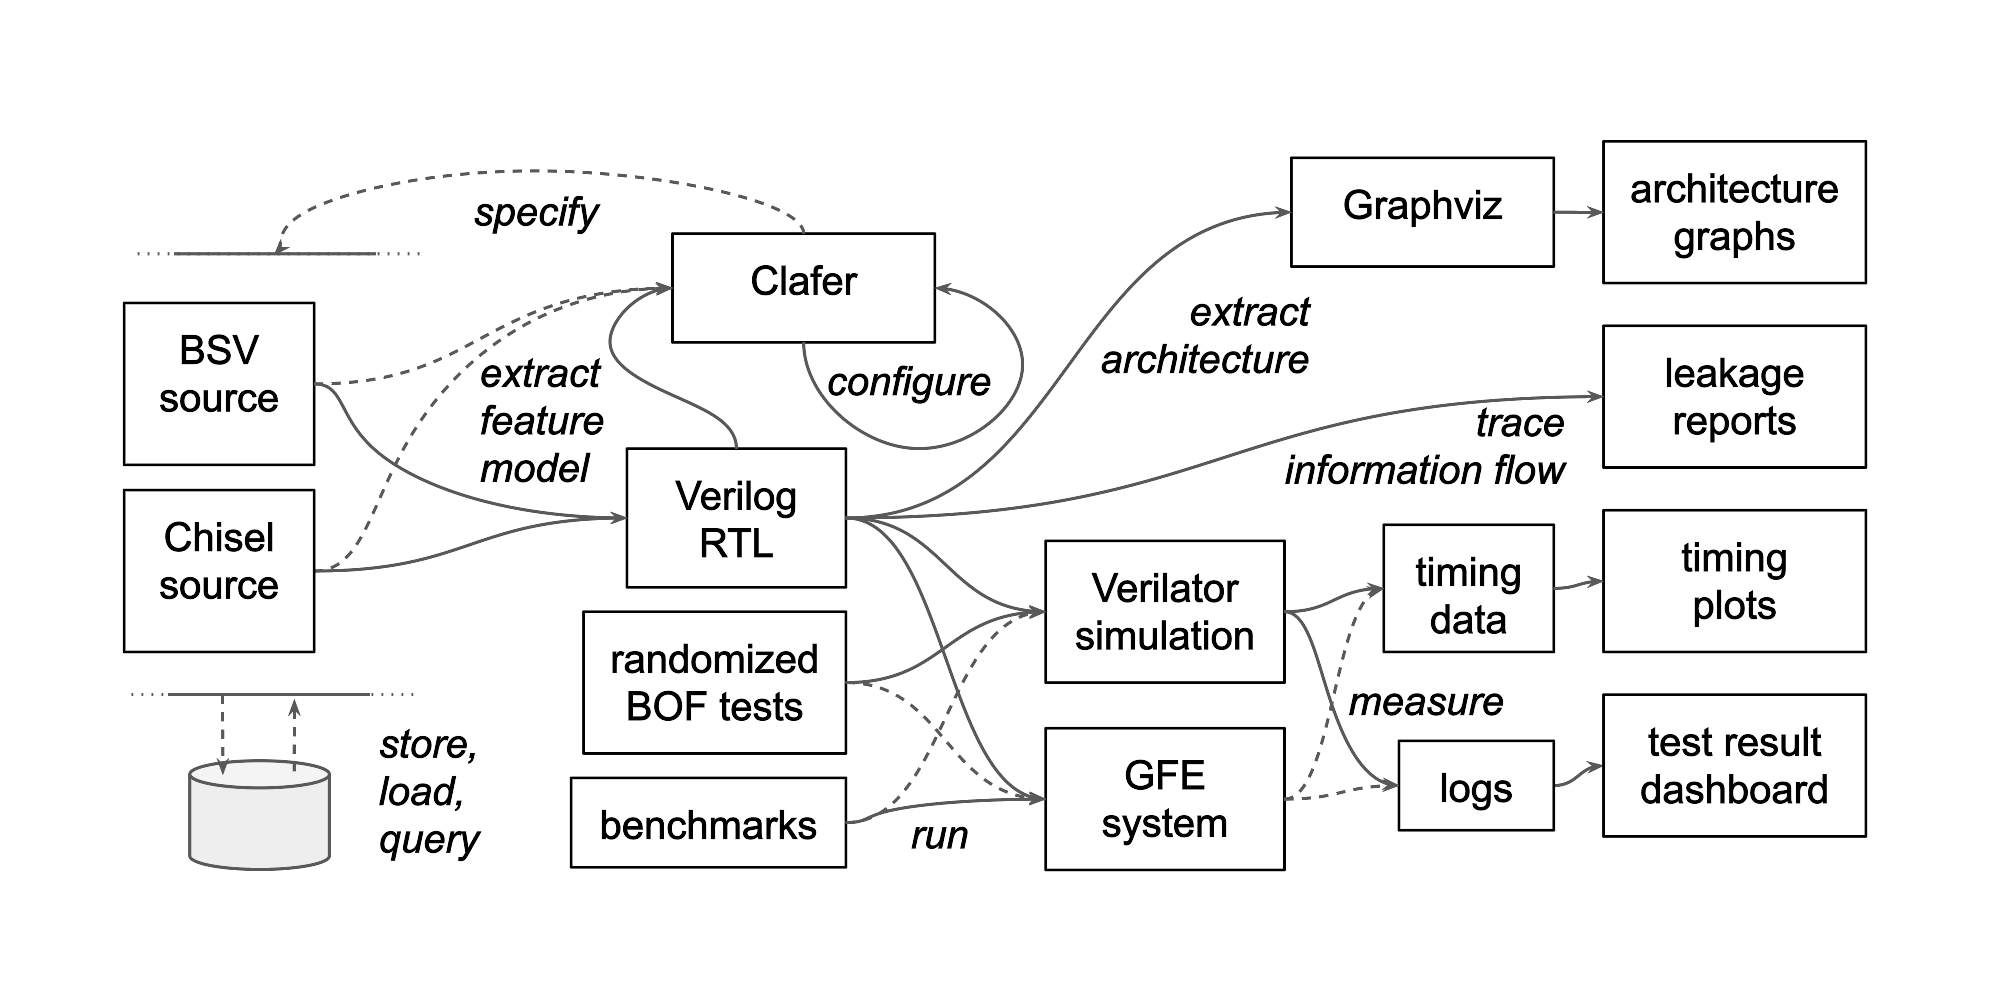 specify
Clafer
Graphviz
architecture
graphs
BSV
source
extract
feature
model
configure
extract
architecture
leakage
reports
trace
information flow
Chisel
source
Verilog
RTL
Verilator
simulation
timing
data
timing
plots
randomized
BOF tests
measure
store,
load,
query
benchmarks
run
GFE
system
logs
test result
dashboard